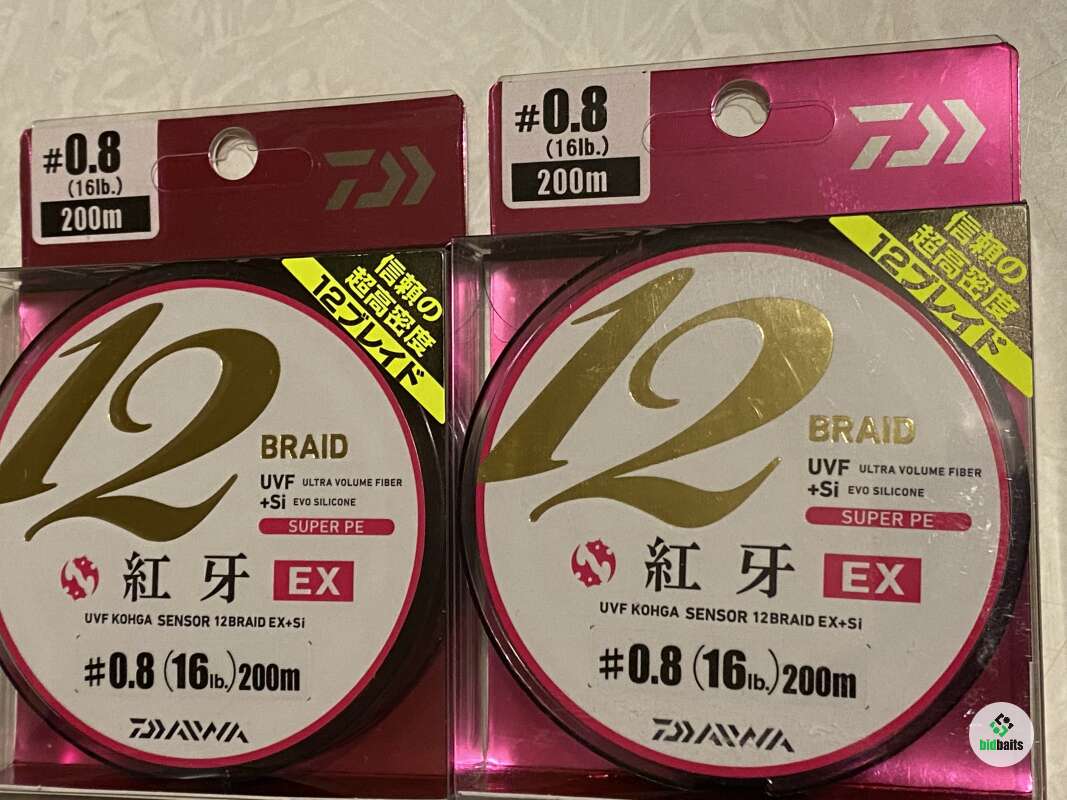 #0.8
(16lb.)
200m
信頼の
超高密度
12ブレイド
12
BRAID
UVF ULTRA VOLUME FIBER
+Si EVO SILICONE
SUPER PE
紅牙 EX
UVF KOHGA SENSOR 12BRAID EX+Si
#0.8(16lb.)200m
DAIWA
#0.8
(16lb.)
200m
信頼の
超高密度
12ブレイド
12
BRAID
UVF ULTRA VOLUME FIBER
+Si EVO SILICONE
SUPER PE
紅牙 EX
UVF KOHGA SENSOR 12BRAID EX+Si
#0.8(16lb.)200m
DAIWA
bidbaits